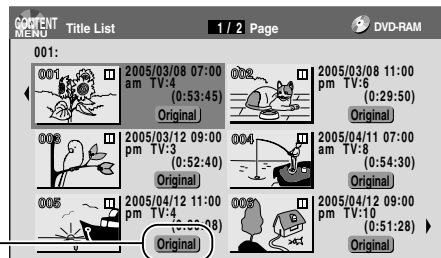 CONTENT MENU Title List 1 / 2 Page DVD-RAM
001:
001 2005/03/08 07:00 am TV:4 (0:53:45) Original
002 2005/03/08 11:00 pm TV:6 (0:29:50) Original
003 2005/03/12 09:00 pm TV:3 (0:52:40) Original
004 2005/04/11 07:00 am TV:8 (0:54:30) Original
005 2005/04/12 11:00 pm TV:4 Original
006 2005/04/12 09:00 pm TV:10 (0:51:28) Original